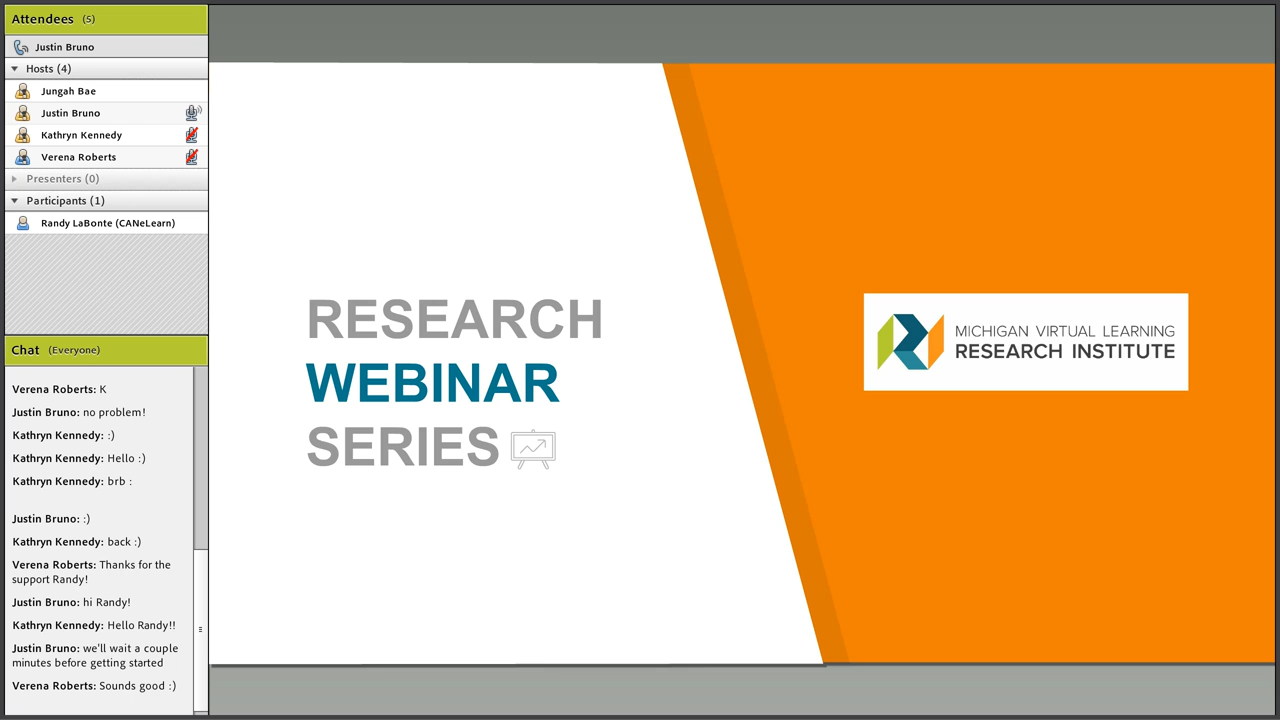 Attendees (5)
Justin Bruno
Hosts (4)
Jungah Bae
Justin Bruno
Kathryn Kennedy
Verena Roberts
Presenters (0)
Participants (1)
Randy LaBonte (CANeLearn)
Chat (Everyone)
Verena Roberts: K
Justin Bruno: no problem!
Kathryn Kennedy: :)
Kathryn Kennedy: Hello :)
Kathryn Kennedy: brb :
Justin Bruno: :)
Kathryn Kennedy: back :)
Verena Roberts: Thanks for the
support Randy!
Justin Bruno: hi Randy!
Kathryn Kennedy: Hello Randy!!
Justin Bruno: we'll wait a couple
minutes before getting started
Verena Roberts: Sounds good :)
RESEARCH
WEBINAR
SERIES
MICHIGAN VIRTUAL LEARNING
RESEARCH INSTITUTE